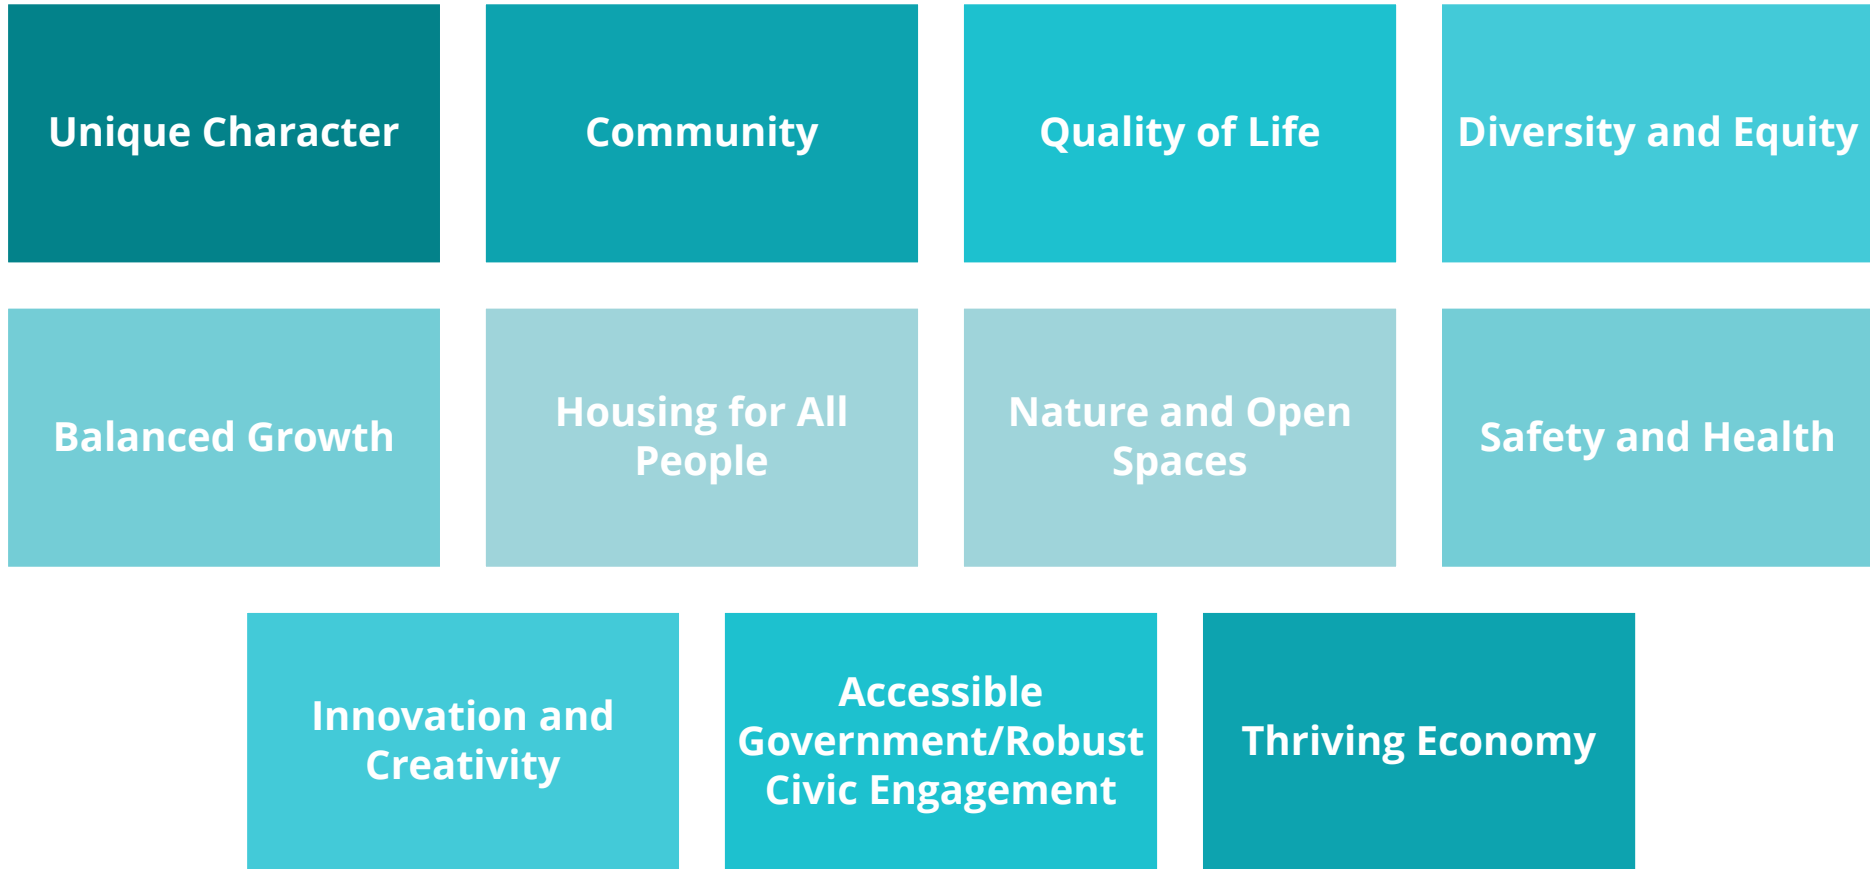 Unique Character
Community
Quality of Life
Diversity and Equity
Balanced Growth
Housing for All
People
Nature and Open
Spaces
Safety and Health
Innovation and
Creativity
Accessible
Government/Robust
Civic Engagement
Thriving Economy